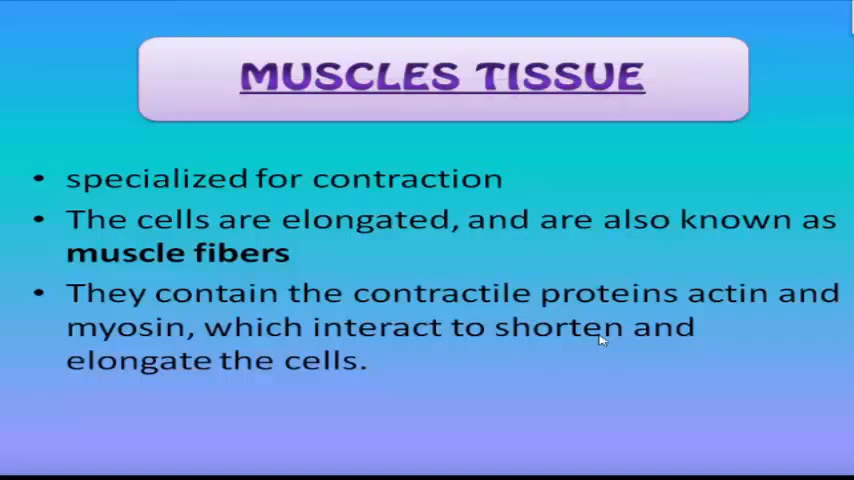 MUSCLES TISSUE
• specialized for contraction
• The cells are elongated, and are also known as
muscle fibers
• They contain the contractile proteins actin and
myosin, which interact to shorten and
elongate the cells.